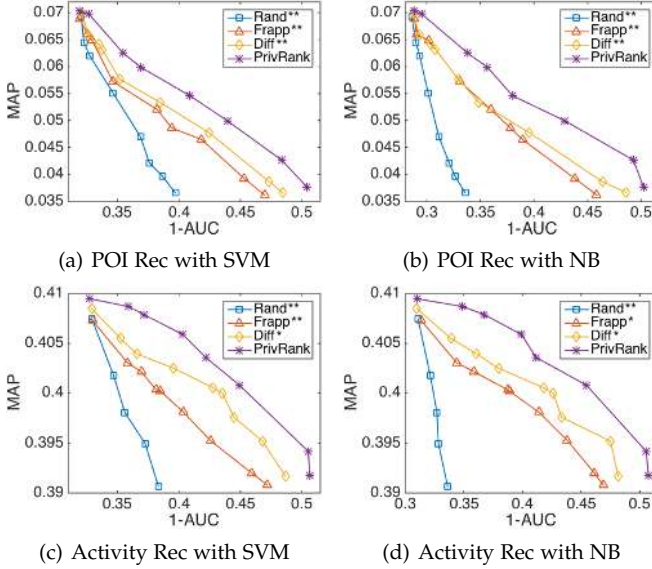 0.07
0.065
0.06
0.055
0.05
0.045
0.04
0.035
MAP
0.35 0.4 0.45 0.5
1-AUC
Rand**
Frapp**
Diff**
PrivRank
(a) POI Rec with SVM
0.07
0.065
0.06
0.055
0.05
0.045
0.04
0.035
MAP
0.3 0.35 0.4 0.45 0.5
1-AUC
Rand**
Frapp**
Diff**
PrivRank
(b) POI Rec with NB
0.41
0.405
0.4
0.395
0.39
MAP
0.35 0.4 0.45 0.5
1-AUC
Rand**
Frapp**
Diff*
PrivRank
(c) Activity Rec with SVM
0.41
0.405
0.4
0.395
0.39
MAP
0.3 0.35 0.4 0.45 0.5
1-AUC
Rand**
Frapp*
Diff*
PrivRank
(d) Activity Rec with NB